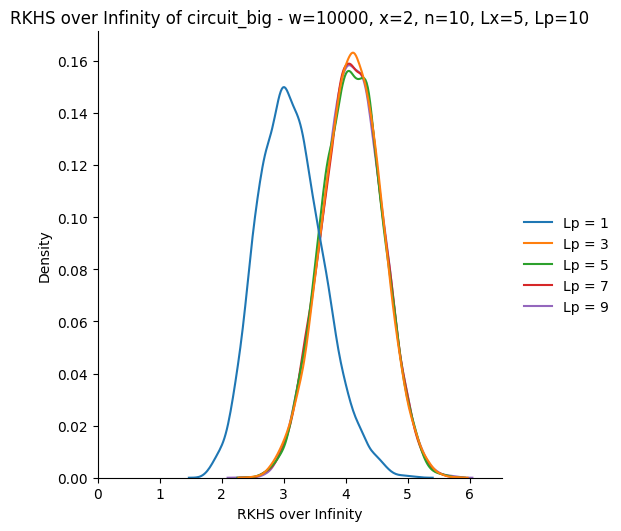 RKHS over Infinity of circuit_big - w=10000, x=2, n=10, Lx=5, Lp=10
0.16
0.14
0.12
0.10
0.08
0.06
0.04
0.02
0.00
Density
0 1 2 3 4 5 6
RKHS over Infinity
Lp = 1
Lp = 3
Lp = 5
Lp = 7
Lp = 9